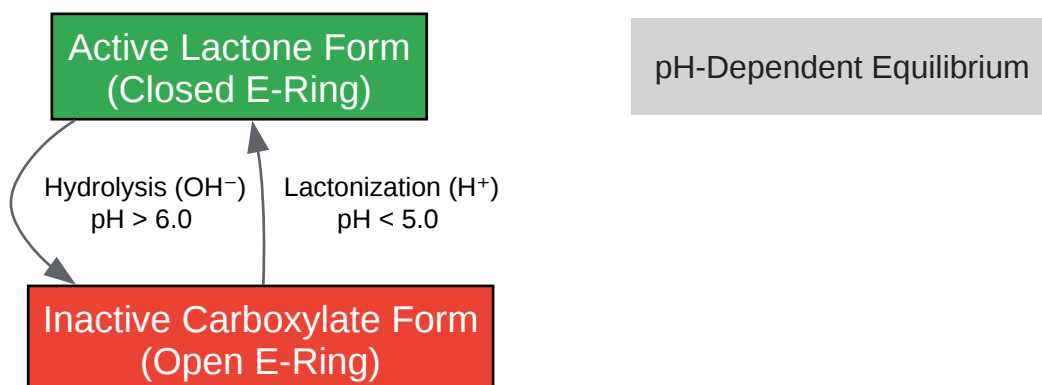 Active Lactone Form
(Closed E-Ring)
pH-Dependent Equilibrium
Hydrolysis (OH⁻)
pH > 6.0
Lactonization (H⁺)
pH < 5.0
Inactive Carboxylate Form
(Open E-Ring)